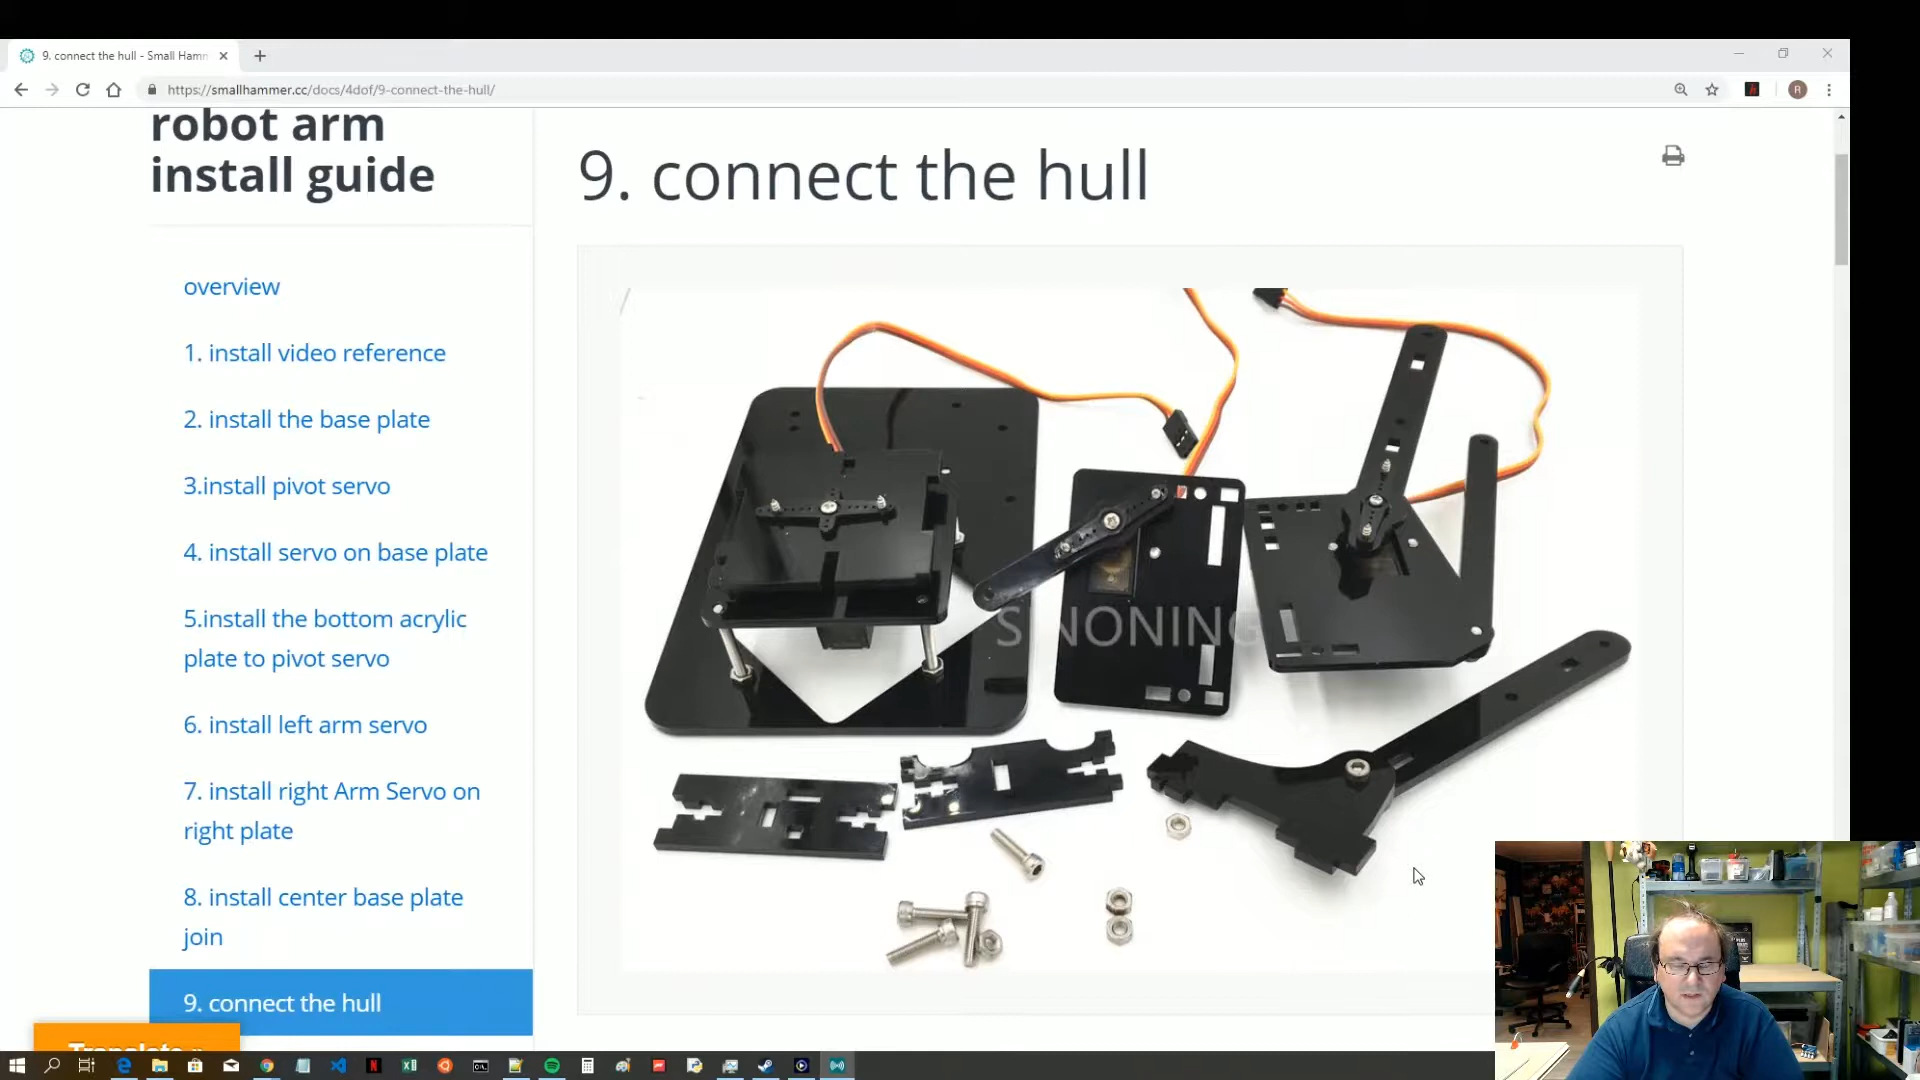 9. connect the hull - Small Hamm
https://smallhammer.cc/docs/4dof/9-connect-the-hull/
R
robot arm
install guide
overview
1. install video reference
2. install the base plate
3.install pivot servo
4. install servo on base plate
5.install the bottom acrylic
plate to pivot servo
6. install left arm servo
7. install right Arm Servo on
right plate
8. install center base plate
join
9. connect the hull
Translate »
9. connect the hull
SINONING